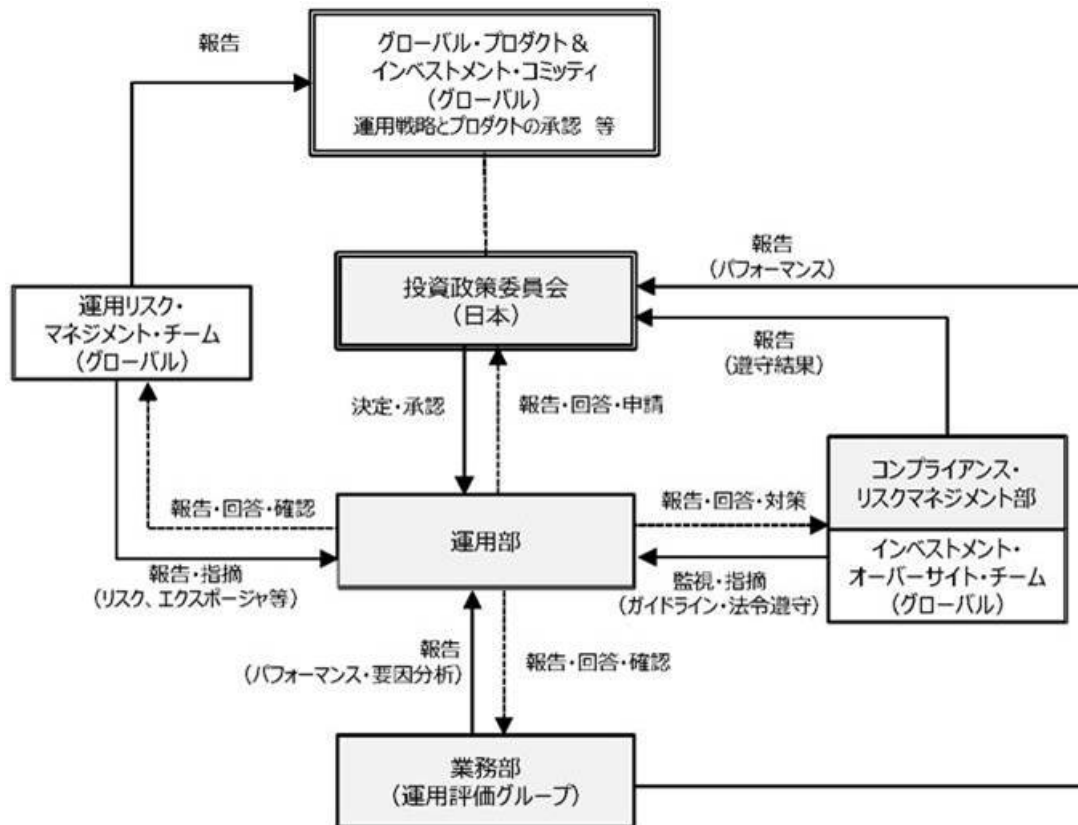 報告
グローバル・プロダクト &
インベストメント・コミッティ
(グローバル)
運用戦略とプロダクトの承認 等
報告
(パフォーマンス)
投資政策委員会
(日本)
運用リスク・
マネジメント・チーム
(グローバル)
報告
(遵守結果)
決定・承認
報告・回答・申請
コンプライアンス・
リスクマネジメント部
報告・回答・確認
運用部
報告・回答・対策
インベストメント・
オーバーサイト・チーム
(グローバル)
報告・指摘
(リスク、エクスポージャ等)
監視・指摘
(ガイドライン・法令遵守)
報告
(パフォーマンス・要因分析)
報告・回答・確認
業務部
(運用評価グループ)